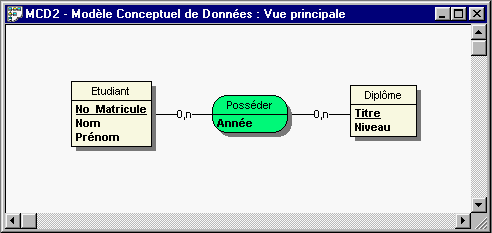 MCD2 - Modèle Conceptuel de Données : Vue principale
Etudiant
No_Matricule
Nom
Prénom
0,n
Posséder
Année
0,n
Diplôme
Titre
Niveau